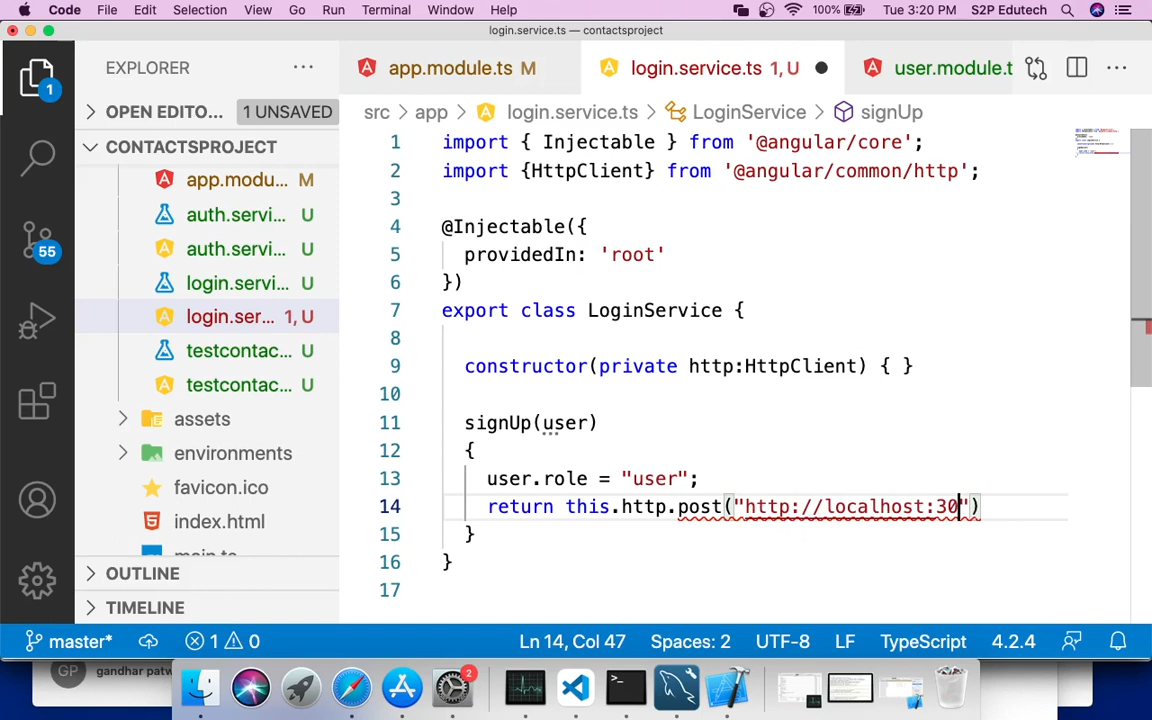 Code File Edit Selection View Go Run Terminal Window Help 100% Tue 3:20 PM S2P Edutech
login.service.ts — contactsproject
EXPLORER
app.module.ts M
login.service.ts 1, U
user.module.t
1
OPEN EDITO... 1 UNSAVED
src app login.service.ts LoginService signUp
CONTACTSPROJECT
app.modu... M
auth.servi... U
auth.servi... U
login.servi... U
login.ser... 1, U
testcontac... U
testcontac... U
assets
environments
favicon.ico
index.html
main.ts
OUTLINE
TIMELINE
55
1 import { Injectable } from '@angular/core';
2 import {HttpClient} from '@angular/common/http';
3
4 @Injectable({
5 providedIn: 'root'
6 })
7 export class LoginService {
8
9 constructor(private http:HttpClient) { }
10
11 signUp(user)
12 {
13 user.role = "user";
14 return this.http.post("http://localhost:30")
15 }
16 }
17
master* 1 0 Ln 14, Col 47 Spaces: 2 UTF-8 LF TypeScript 4.2.4
GP gandhar patw
2